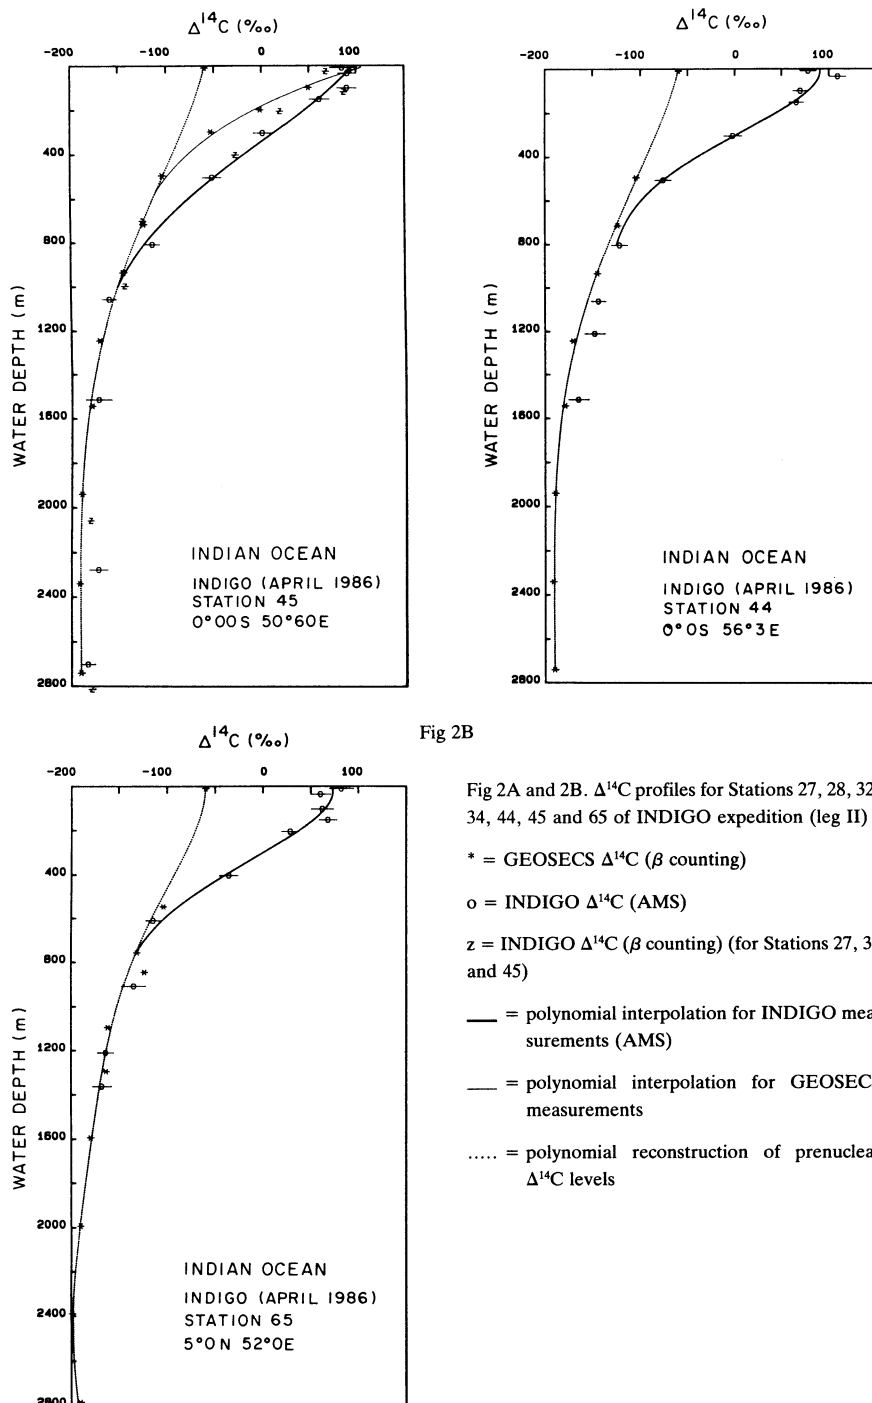 Δ14C (‰)
-200 -100 0 100
400
800
1200
1600
2000
2400
2800
WATER DEPTH (m)
INDIAN OCEAN
INDIGO (APRIL 1986)
STATION 45
0°00S 50°60E
Δ14C (‰)
-200 -100 0 100
400
800
1200
1600
2000
2400
2800
WATER DEPTH (m)
INDIAN OCEAN
INDIGO (APRIL 1986)
STATION 44
0°0S 56°3E
Fig 2B
Δ14C (‰)
-200 -100 0 100
400
800
1200
1600
2000
2400
2800
WATER DEPTH (m)
INDIAN OCEAN
INDIGO (APRIL 1986)
STATION 65
5°0N 52°0E
Fig 2A and 2B. Δ14C profiles for Stations 27, 28, 32
34, 44, 45 and 65 of INDIGO expedition (leg II)
* = GEOSECS Δ14C (β counting)
o = INDIGO Δ14C (AMS)
z = INDIGO Δ14C (β counting) (for Stations 27, 3
and 45)
= polynomial interpolation for INDIGO mea
surements (AMS)
= polynomial interpolation for GEOSEC
measurements
..... = polynomial reconstruction of prenuclea
Δ14C levels